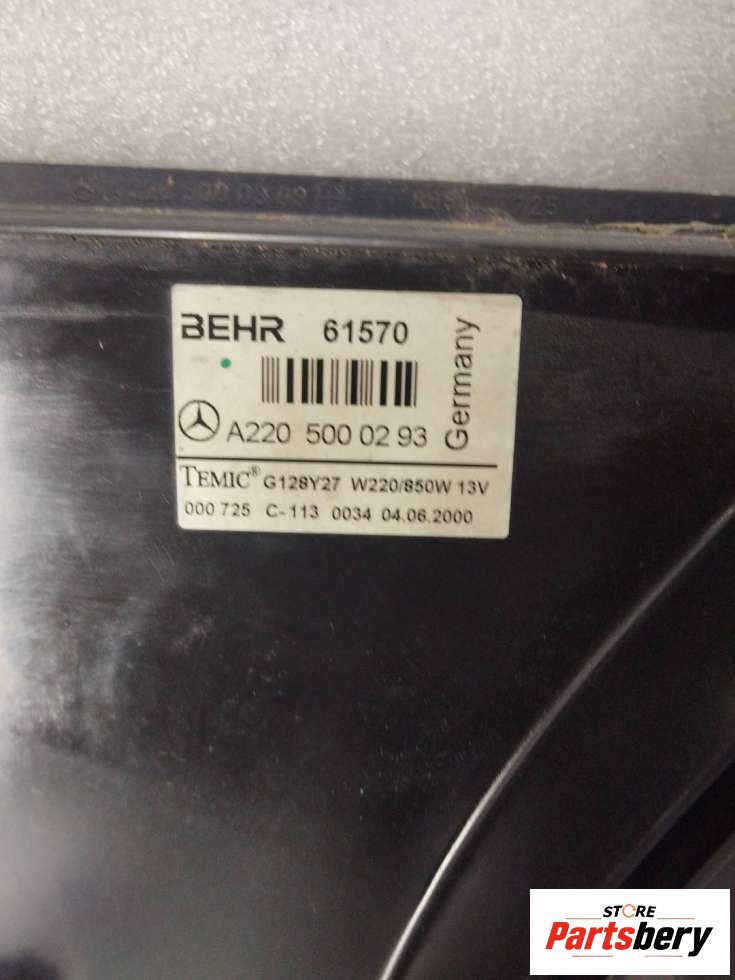 BEHR 61570
Germany
A220 500 02 93
TEMIC® G128Y27 W220/850W 13V
000 725 C-113 0034 04.06.2000
STORE
Partsbery